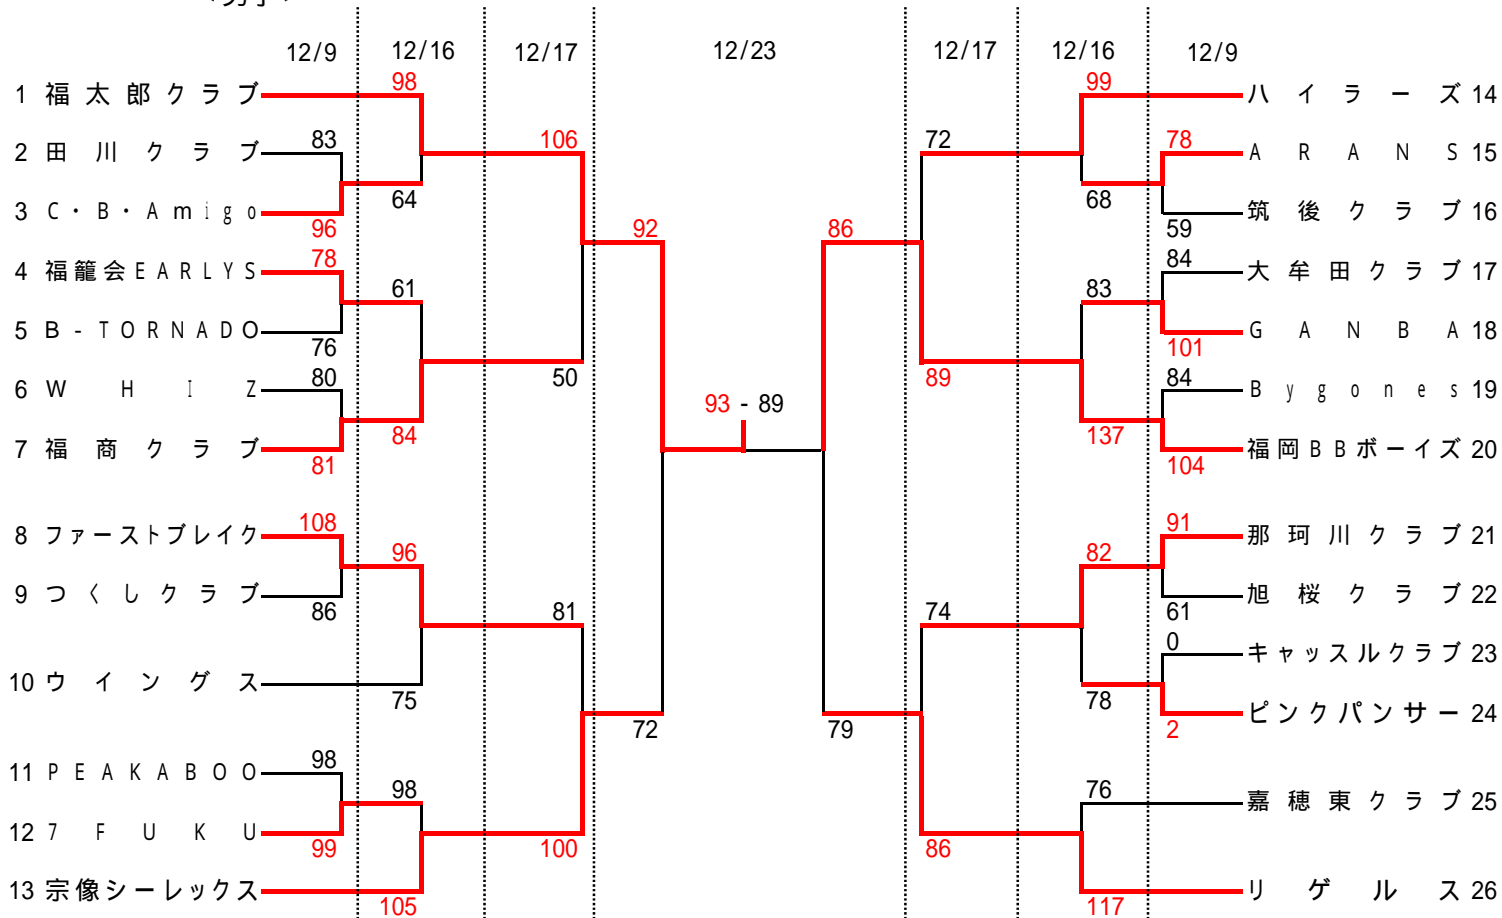 12/9 12/16 12/17 12/23 12/17 12/16 12/9
98 99
1 福太郎クラブ ハイラーズ 14
83 106 72 78
2 田川クラブ ARANS 15
64 68
3 C・B・Amigo 筑後クラブ 16
96 92 86 59
78 84
4 福籠会EARLYS 大牟田クラブ 17
61 83
5 B-TORNADO GANBA 18
76 101
80 50 89 84
6 WHIZ Bygones 19
93 - 89
84 137
7 福商クラブ 福岡BBボーイズ 20
81 104
108 91
8 ファーストブレイク 那珂川クラブ 21
96 82
9 つくしクラブ 旭桜クラブ 22
86 81 74 61
0
キャッスルクラブ 23
10 ウイングス
75 78
ピンクパンサー 24
72 79 2
98
11 PEAKABOO
98 76
嘉穂東クラブ 25
12 7FUKU
99 100 86
13 宗像シーレックス リゲルス 26
105 117